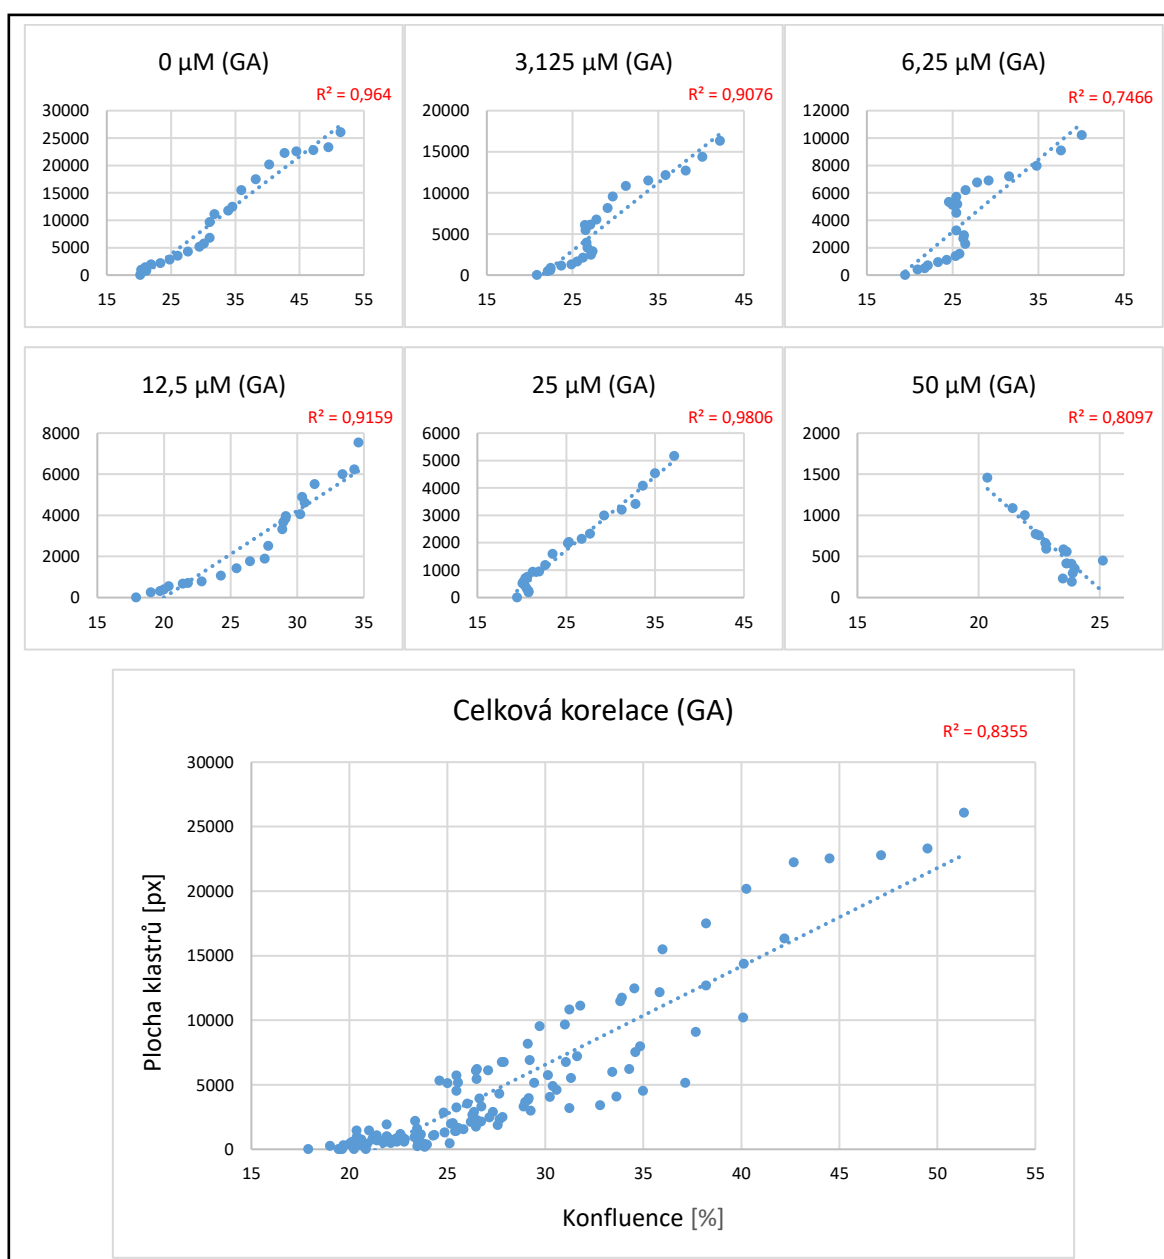 0 µM (GA)
R² = 0,964
30000
25000
20000
15000
10000
5000
0
15 25 35 45 55
3,125 µM (GA)
R² = 0,9076
20000
15000
10000
5000
0
15 25 35 45
6,25 µM (GA)
R² = 0,7466
12000
10000
8000
6000
4000
2000
0
15 25 35 45
12,5 µM (GA)
R² = 0,9159
8000
6000
4000
2000
0
15 20 25 30 35
25 µM (GA)
R² = 0,9806
6000
5000
4000
3000
2000
1000
0
15 25 35 45
50 µM (GA)
R² = 0,8097
2000
1500
1000
500
0
15 20 25
Celková korelace (GA)
R² = 0,8355
Plocha klastrů [px]
30000
25000
20000
15000
10000
5000
0
15 20 25 30 35 40 45 50 55
Konfluence [%]